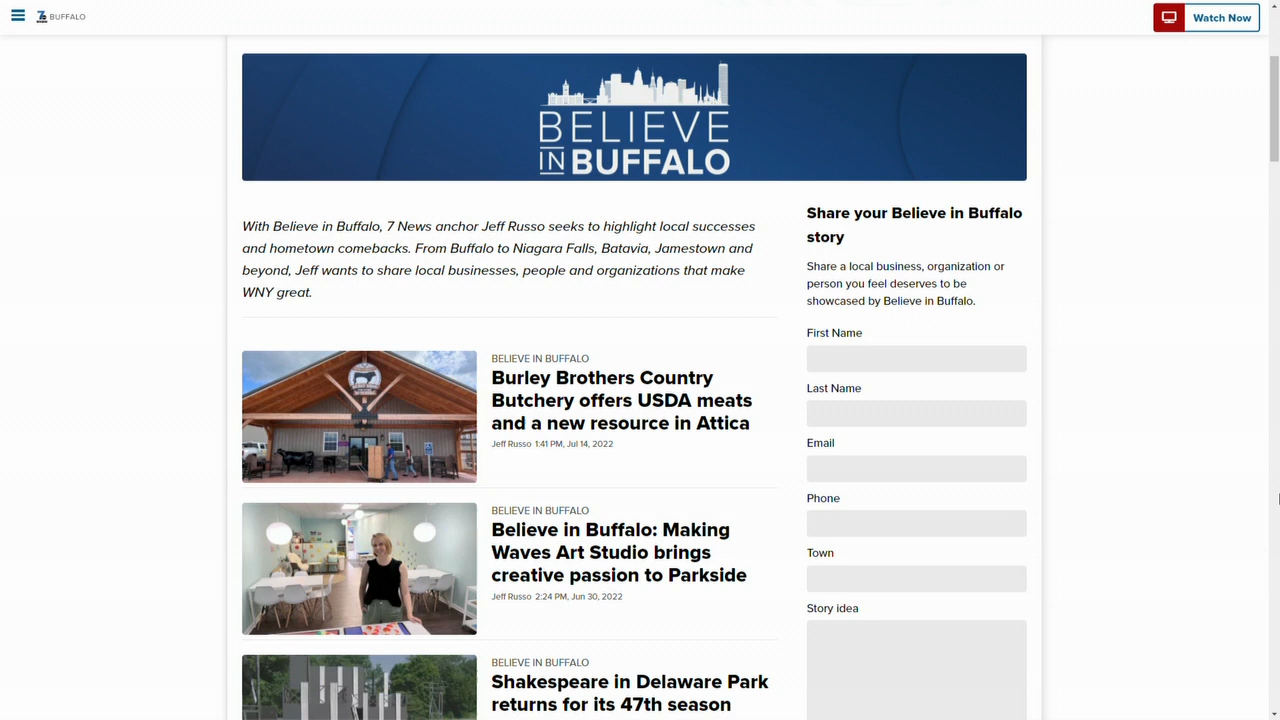 BUFFALO
Watch Now
BELIEVE
IN BUFFALO
With Believe in Buffalo, 7 News anchor Jeff Russo seeks to highlight local successes
and hometown comebacks. From Buffalo to Niagara Falls, Batavia, Jamestown and
beyond, Jeff wants to share local businesses, people and organizations that make
WNY great.
BELIEVE IN BUFFALO
Burley Brothers Country
Butchery offers USDA meats
and a new resource in Attica
Jeff Russo 1:41 PM, Jul 14, 2022
BELIEVE IN BUFFALO
Believe in Buffalo: Making
Waves Art Studio brings
creative passion to Parkside
Jeff Russo 2:24 PM, Jun 30, 2022
BELIEVE IN BUFFALO
Shakespeare in Delaware Park
returns for its 47th season
Share your Believe in Buffalo
story
Share a local business, organization or
person you feel deserves to be
showcased by Believe in Buffalo.
First Name
Last Name
Email
Phone
Town
Story idea